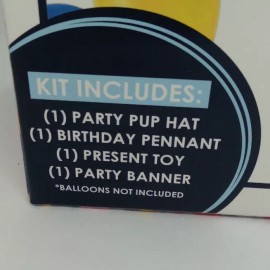 KIT INCLUDES:
(1) PARTY PUP HAT
(1) BIRTHDAY PENNANT
(1) PRESENT TOY
(1) PARTY BANNER
*BALLOONS NOT INCLUDED